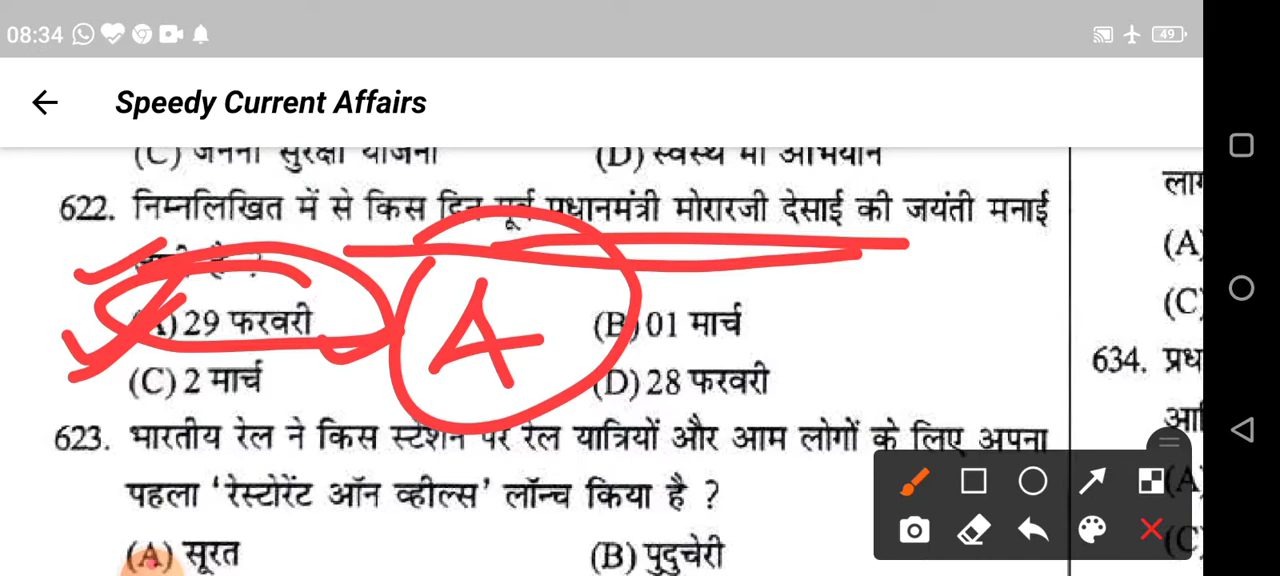 08:34
49
Speedy Current Affairs
(C) जननी सुरक्षा योजना (D) स्वस्थ माँ अभियान
622. निम्नलिखित में से किस दिन पूर्व प्रधानमंत्री मोरारजी देसाई की जयंती मनाई
है ?
(A) 29 फरवरी (B) 01 मार्च
A
(C) 2 मार्च (D) 28 फरवरी
623. भारतीय रेल ने किस स्टेशन पर रेल यात्रियों और आम लोगों के लिए अपना
पहला ‘रेस्टोरेंट ऑन व्हील्स’ लॉन्च किया है ?
(A) सूरत (B) पुदुचेरी
(A)
(C)
634.
(A)
(C)